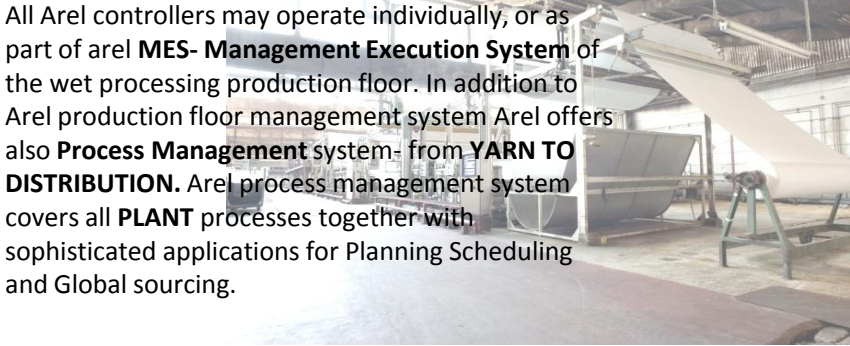 All Arel controllers may operate individually, or as
part of arel MES- Management Execution System of
the wet processing production floor. In addition to
Arel production floor management system Arel offers
also Process Management system- from YARN TO
DISTRIBUTION. Arel process management system
covers all PLANT processes together with
sophisticated applications for Planning Scheduling
and Global sourcing.